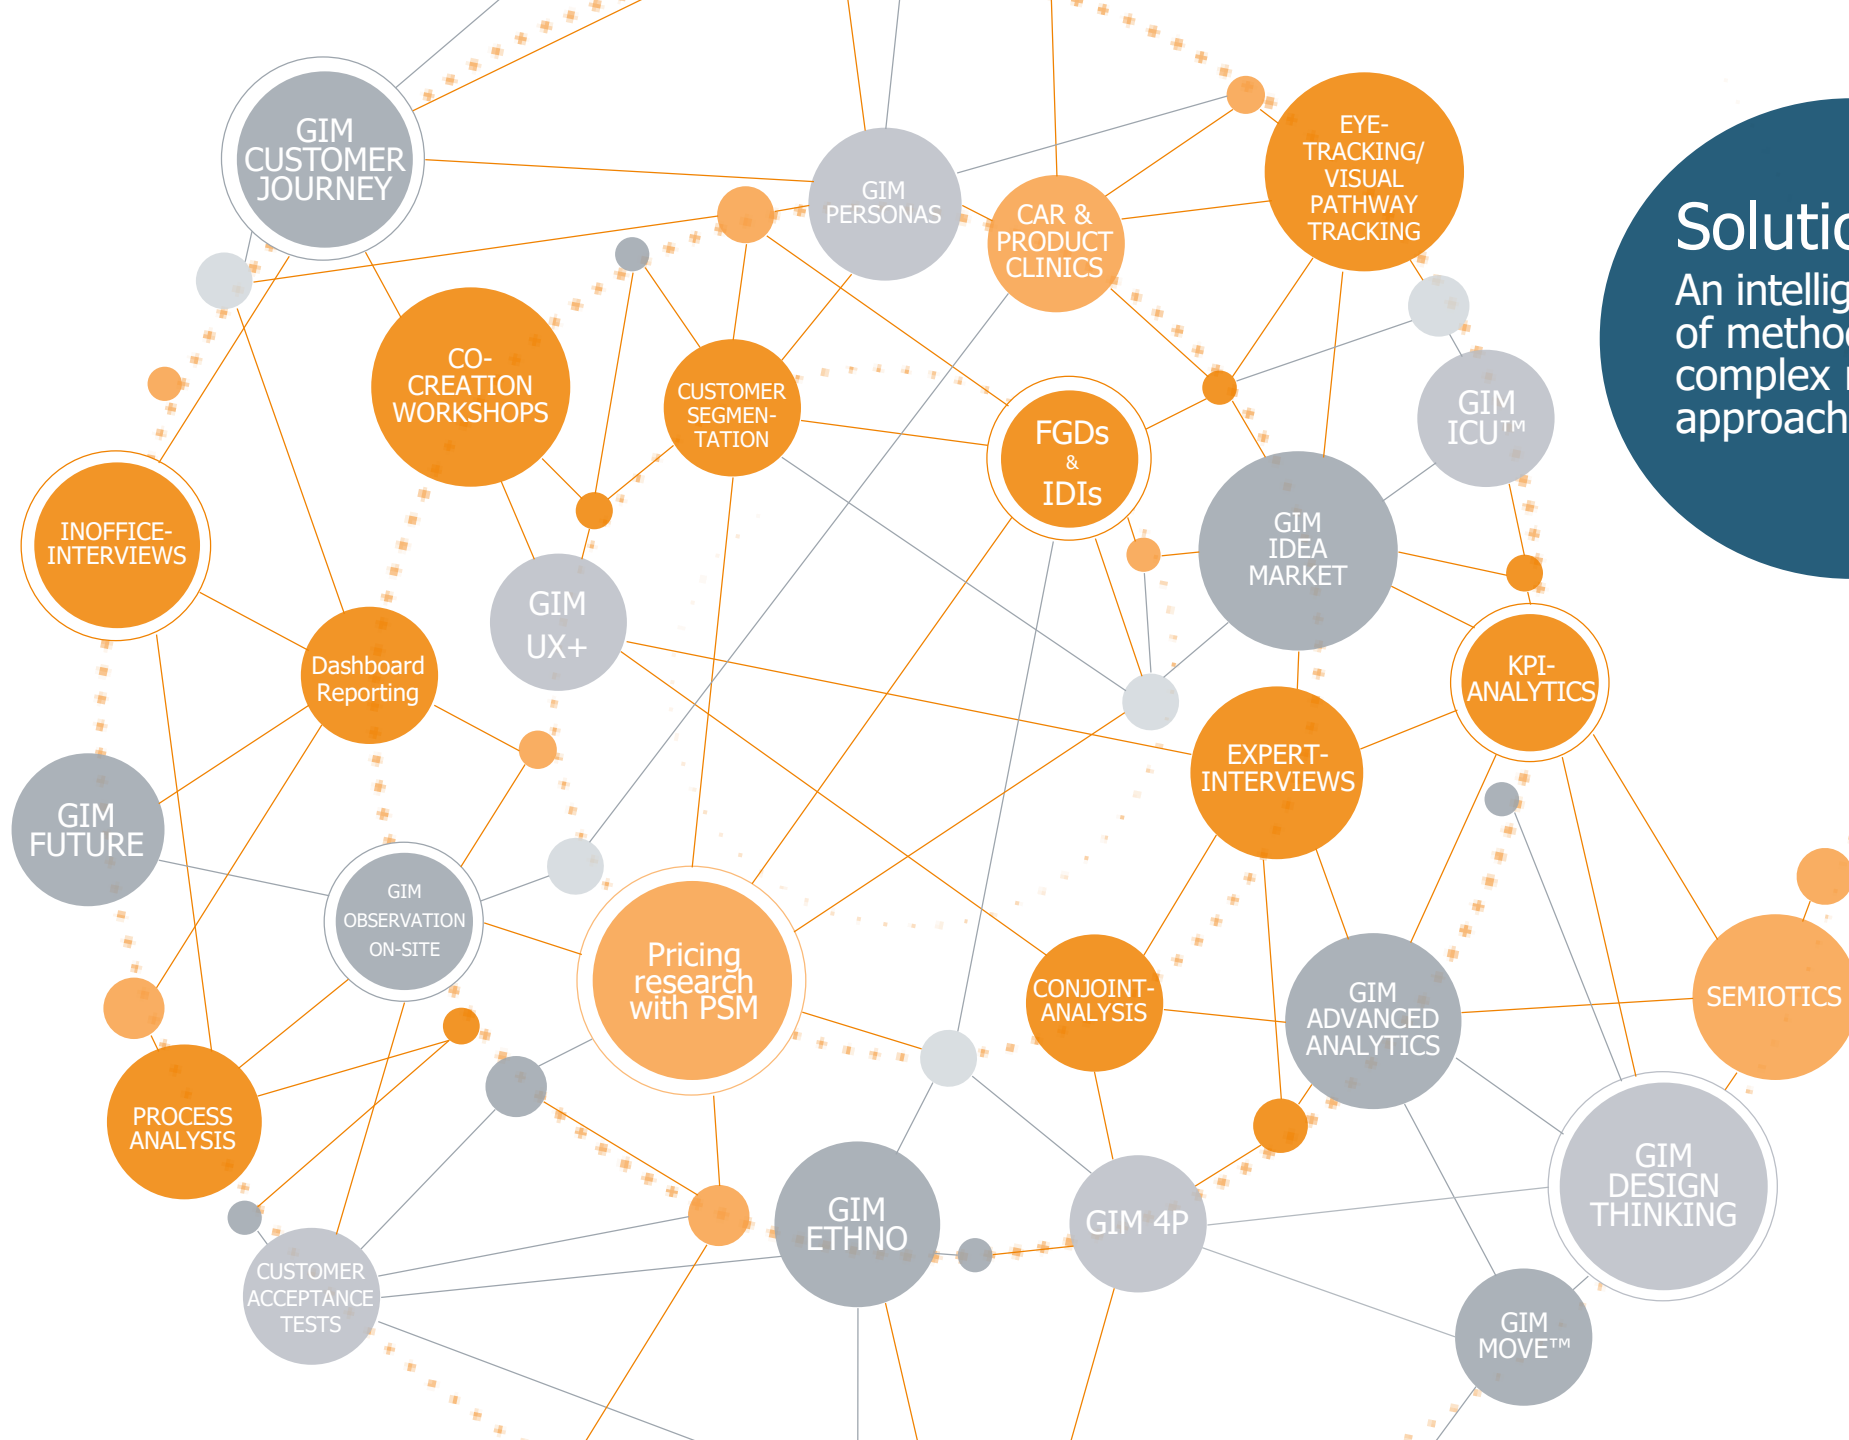 GIM
CUSTOMER
JOURNEY
GIM
PERSONAS
CAR &
PRODUCT
CLINICS
EYE-
TRACKING/
VISUAL
PATHWAY
TRACKING
An
of
complex
approach
CO-
CREATION
WORKSHOPS
CUSTOMER
SEGMEN-
TATION
FGDs
&
IDIs
GIM
ICU™
INOFFICE-
INTERVIEWS
GIM
IDEA
MARKET
GIM
UX+
Dashboard
Reporting
KPI-
ANALYTICS
EXPERT-
INTERVIEWS
GIM
FUTURE
GIM
OBSERVATION
ON-SITE
Pricing
research
with PSM
CONJOINT-
ANALYSIS
GIM
ADVANCED
ANALYTICS
SEMIOTICS
PROCESS
ANALYSIS
GIM
ETHNO
GIM 4P
GIM
DESIGN
THINKING
CUSTOMER
ACCEPTANCE
TESTS
GIM
MOVE™